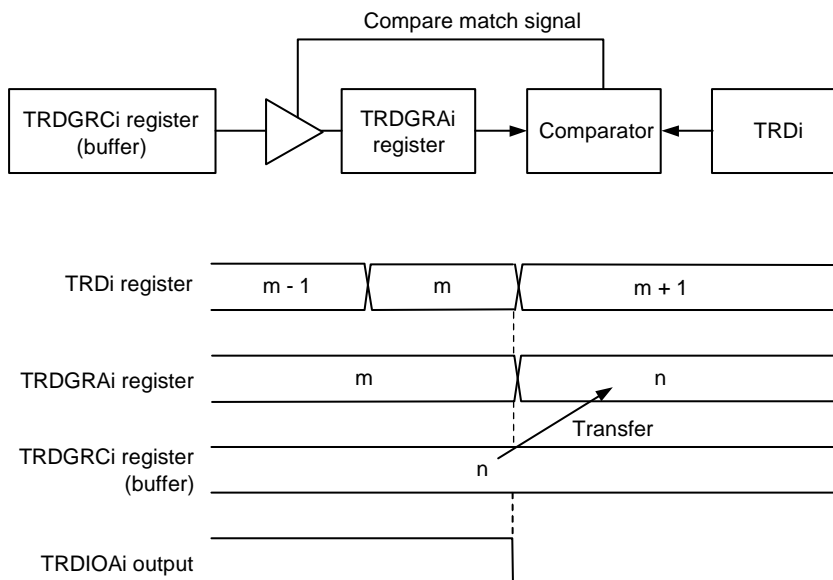 Compare match signal
TRDGRCi register
(buffer)
TRDGRAi
register
Comparator
TRDi
TRDi register
m - 1
m
m + 1
TRDGRAi register
m
n
Transfer
TRDGRCi register
(buffer)
n
TRDIOAi output